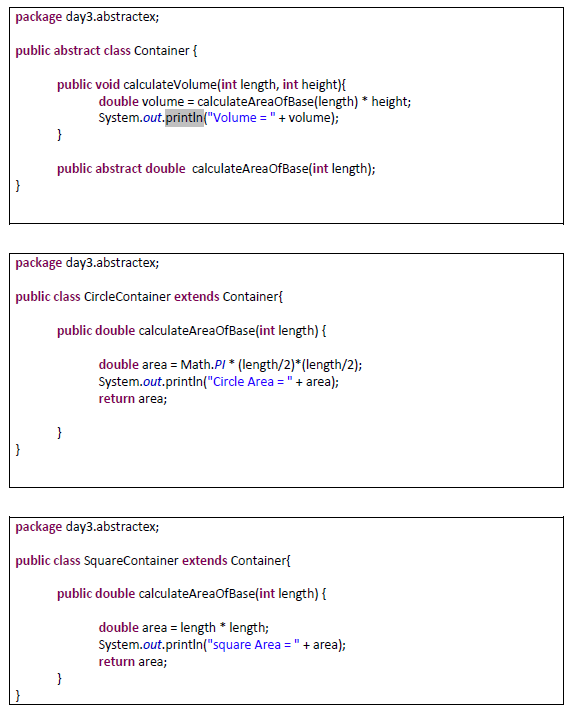 package day3.abstractex;
public abstract class Container {
public void calculateVolume(int length, int height){
double volume = calculateAreaOfBase(length) * height;
System.out.println("Volume = " + volume);
}
public abstract double  calculateAreaOfBase(int length);
}
package day3.abstractex;
public class CircleContainer extends Container{
public double calculateAreaOfBase(int length) {
double area = Math.PI * (length/2)*(length/2);
System.out.println("Circle Area = " + area);
return area;
}
}
package day3.abstractex;
public class SquareContainer extends Container{
public double calculateAreaOfBase(int length) {
double area = length * length;
System.out.println("square Area = " + area);
return area;
}
}